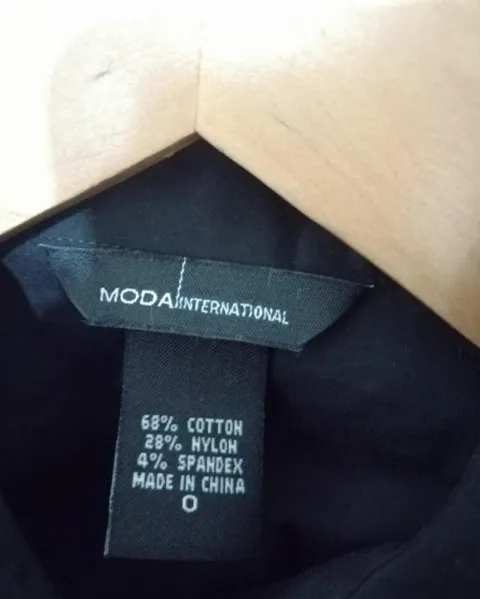 MODA INTERNATIONAL
68% COTTON
28% NYLON
4% SPANDEX
MADE IN CHINA
0